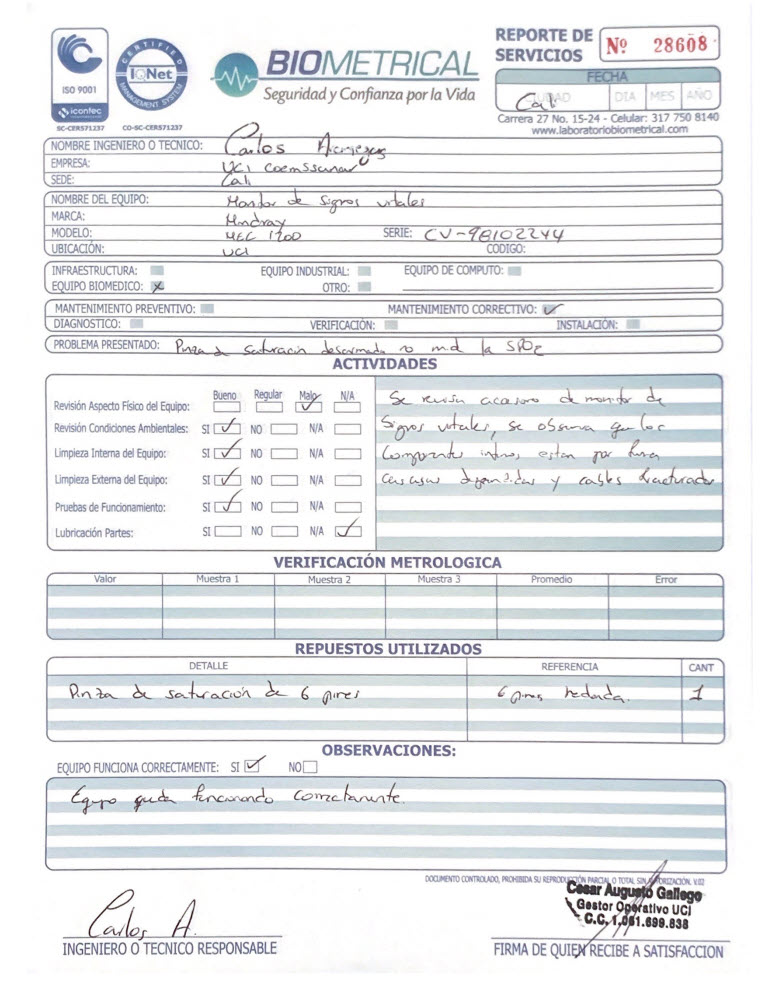 ISO 9001
icontec
SC-CER571237
CERTIFIED
IQNet
MANAGEMENT SYSTEM
CO-SC-CER571237
BIOMETRICAL
Seguridad y Confianza por la Vida
REPORTE DE SERVICIOS
Nº 28608
FECHA
CIUDAD DIA MES AÑO
Cali
Carrera 27 No. 15-24 - Celular: 317 750 8140
www.laboratoriobiometrical.com
NOMBRE INGENIERO O TECNICO: Carlos
EMPRESA: UCI Coemssanar
SEDE: Cali
NOMBRE DEL EQUIPO: Monitor de signos vitales
MARCA: Mindray
MODELO: MEC 1200 SERIE: CV-98102244
UBICACIÓN: UCI CODIGO:
INFRAESTRUCTURA: EQUIPO INDUSTRIAL: EQUIPO DE COMPUTO:
EQUIPO BIOMEDICO: X OTRO:
MANTENIMIENTO PREVENTIVO: MANTENIMIENTO CORRECTIVO: ✓
DIAGNOSTICO: VERIFICACIÓN: INSTALACIÓN:
PROBLEMA PRESENTADO: Pinza de saturación desarmada no mide la SPO2
ACTIVIDADES
Bueno Regular Malo N/A
Revisión Aspecto Físico del Equipo: ✓
Revisión Condiciones Ambientales: SI ✓ NO N/A
Limpieza Interna del Equipo: SI ✓ NO N/A
Limpieza Externa del Equipo: SI ✓ NO N/A
Pruebas de Funcionamiento: SI ✓ NO N/A
Lubricación Partes: SI NO N/A ✓
Se revisa accesorio de monitor de
Signos vitales, se observa que los
Componentes internos estan por fuera
carcasas y cables fracturados
VERIFICACIÓN METROLOGICA
Valor Muestra 1 Muestra 2 Muestra 3 Promedio Error
REPUESTOS UTILIZADOS
DETALLE REFERENCIA CANT
Pinza de saturación de 6 pines 6 pines redonda. 1
OBSERVACIONES:
EQUIPO FUNCIONA CORRECTAMENTE: SI ✓ NO
Equipo queda funcionando correctamente.
DOCUMENTO CONTROLADO, PROHIBIDA SU REPRODUCCIÓN PARCIAL O TOTAL SIN AUTORIZACIÓN. V.02
Cesar Augusto Gallego
Gestor Operativo UCI
C.C. 1.061.699.838
Carlos A.
INGENIERO O TECNICO RESPONSABLE
FIRMA DE QUIEN RECIBE A SATISFACCION